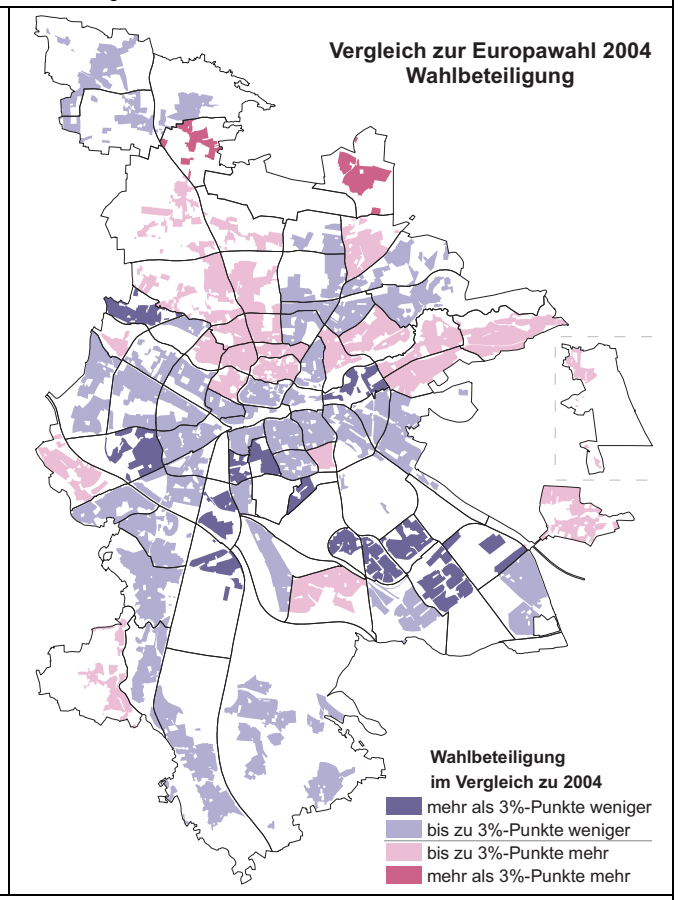 Vergleich zur Europawahl 2004
Wahlbeteiligung
Wahlbeteiligung
im Vergleich zu 2004
mehr als 3%-Punkte weniger
bis zu 3%-Punkte weniger
bis zu 3%-Punkte mehr
mehr als 3%-Punkte mehr